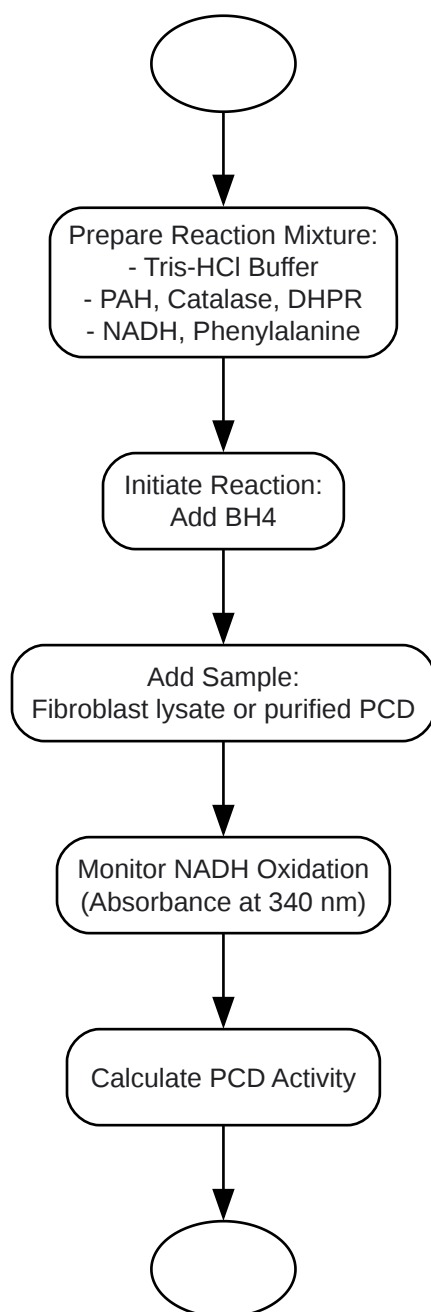 Prepare Reaction Mixture:
- Tris-HCl Buffer
- PAH, Catalase, DHPR
- NADH, Phenylalanine
Initiate Reaction:
Add BH4
Add Sample:
Fibroblast lysate or purified PCD
Monitor NADH Oxidation
(Absorbance at 340 nm)
Calculate PCD Activity